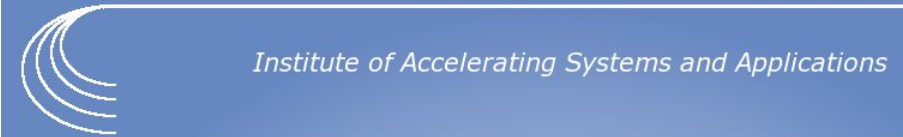 Institute of Accelerating Systems and Applications